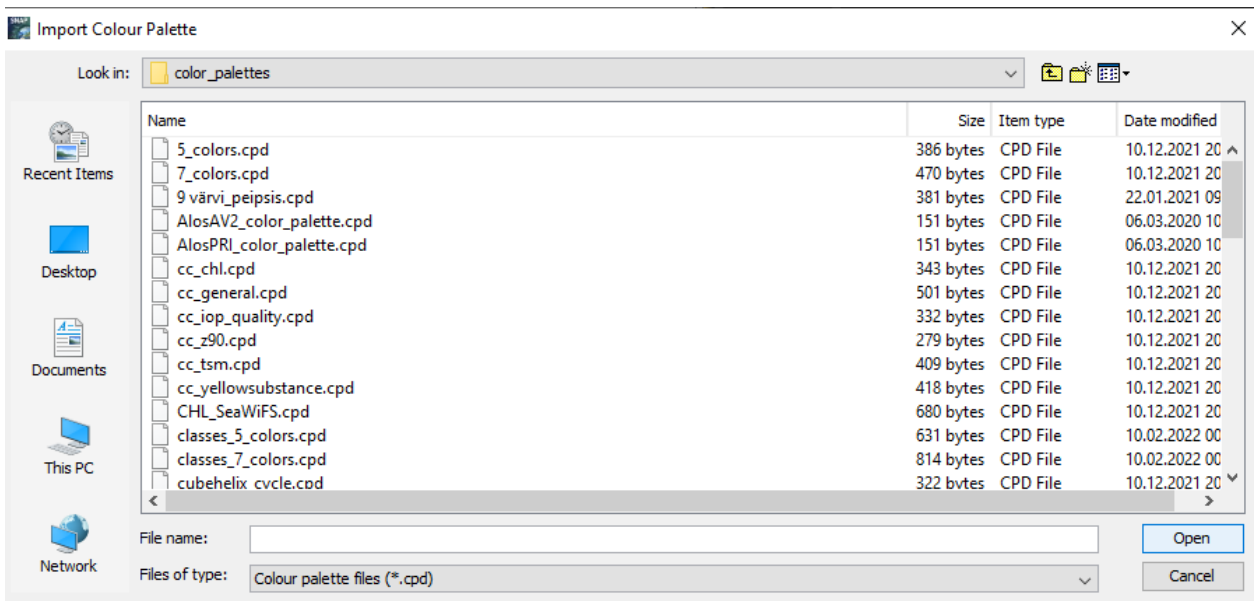 SNAP
Import Colour Palette
Look in: color_palettes
Name Size Item type Date modified
5_colors.cpd 386 bytes CPD File 10.12.2021 20
7_colors.cpd 470 bytes CPD File 10.12.2021 20
9 värvi_peipsis.cpd 381 bytes CPD File 22.01.2021 09
AlosAV2_color_palette.cpd 151 bytes CPD File 06.03.2020 10
AlosPRI_color_palette.cpd 151 bytes CPD File 06.03.2020 10
cc_chl.cpd 343 bytes CPD File 10.12.2021 20
cc_general.cpd 501 bytes CPD File 10.12.2021 20
cc_iop_quality.cpd 332 bytes CPD File 10.12.2021 20
cc_z90.cpd 279 bytes CPD File 10.12.2021 20
cc_tsm.cpd 409 bytes CPD File 10.12.2021 20
cc_yellowsubstance.cpd 418 bytes CPD File 10.12.2021 20
CHL_SeaWiFS.cpd 680 bytes CPD File 10.12.2021 20
classes_5_colors.cpd 631 bytes CPD File 10.02.2022 00
classes_7_colors.cpd 814 bytes CPD File 10.02.2022 00
cubehelix_cycle.cpd 322 bytes CPD File 10.12.2021 20
Recent Items
Desktop
Documents
This PC
Network
File name: Open
Files of type: Colour palette files (*.cpd) Cancel